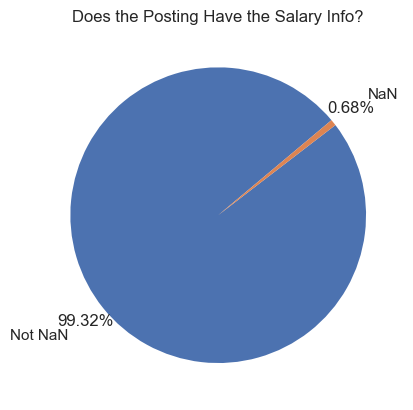 Does the Posting Have the Salary Info?
NaN
0.68%
99.32%
Not NaN